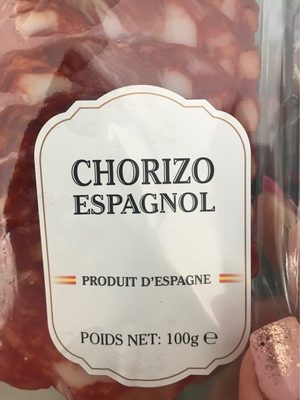 CHORIZO
ESPAGNOL
PRODUIT D'ESPAGNE
POIDS NET: 100g ℮